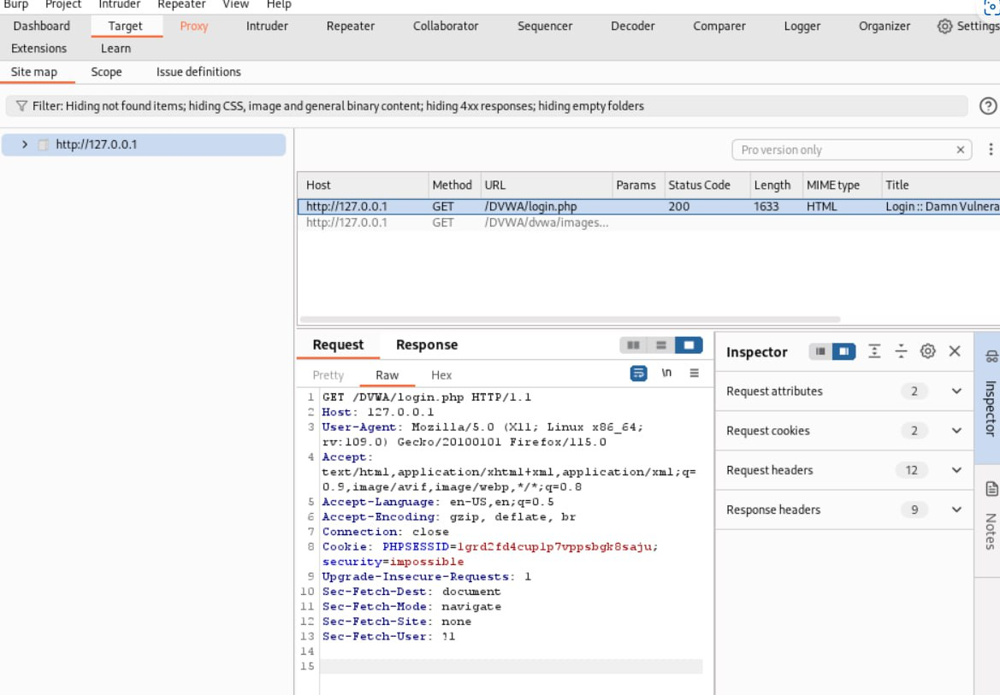 Burp Project Intruder Repeater View Help
Dashboard Target Proxy Intruder Repeater Collaborator Sequencer Decoder Comparer Logger Organizer Settings
Extensions Learn
Site map Scope Issue definitions
Filter: Hiding not found items; hiding CSS, image and general binary content; hiding 4xx responses; hiding empty folders
http://127.0.0.1
Pro version only
Host Method URL Params Status Code Length MIME type Title
http://127.0.0.1 GET /DVWA/login.php 200 1633 HTML Login :: Damn Vulnera
http://127.0.0.1 GET /DVWA/dvwa/images...
Request Response
Pretty Raw Hex \n
1 GET /DVWA/login.php HTTP/1.1
2 Host: 127.0.0.1
3 User-Agent: Mozilla/5.0 (X11; Linux x86_64;
rv:109.0) Gecko/20100101 Firefox/115.0
4 Accept:
text/html,application/xhtml+xml,application/xml;q=
0.9,image/avif,image/webp,*/*;q=0.8
5 Accept-Language: en-US,en;q=0.5
6 Accept-Encoding: gzip, deflate, br
7 Connection: close
8 Cookie: PHPSESSID=lgrd2fd4cuplp7vppsbgk8saju;
security=impossible
9 Upgrade-Insecure-Requests: 1
10 Sec-Fetch-Dest: document
11 Sec-Fetch-Mode: navigate
12 Sec-Fetch-Site: none
13 Sec-Fetch-User:
14
15
Inspector
Request attributes 2
Request cookies 2
Request headers 12
Response headers 9
Inspector
Notes